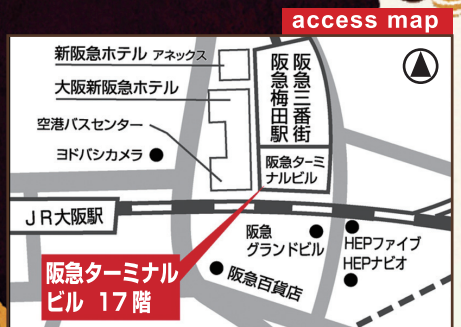 access map
新阪急ホテル アネックス
大阪新阪急ホテル
空港バスセンター
ヨドバシカメラ
阪急三番街
阪急梅田駅
阪急ターミ
ナルビル
JR大阪駅
阪急
グランドビル
HEPファイブ
HEPナビオ
阪急百貨店
阪急ターミナル
ビル 17階